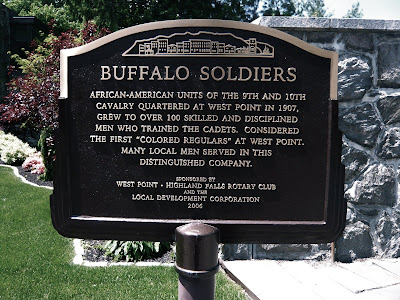 BUFFALO SOLDIERS
AFRICAN-AMERICAN UNITS OF THE 9TH AND 10TH
CAVALRY QUARTERED AT WEST POINT IN 1907,
GREW TO OVER 100 SKILLED AND DISCIPLINED
MEN WHO TRAINED THE CADETS. CONSIDERED
THE FIRST "COLORED REGULARS" AT WEST POINT.
MANY LOCAL MEN SERVED IN THIS
DISTINGUISHED COMPANY.
SPONSORED BY
WEST POINT - HIGHLAND FALLS ROTARY CLUB
AND THE
LOCAL DEVELOPMENT CORPORATION
2006